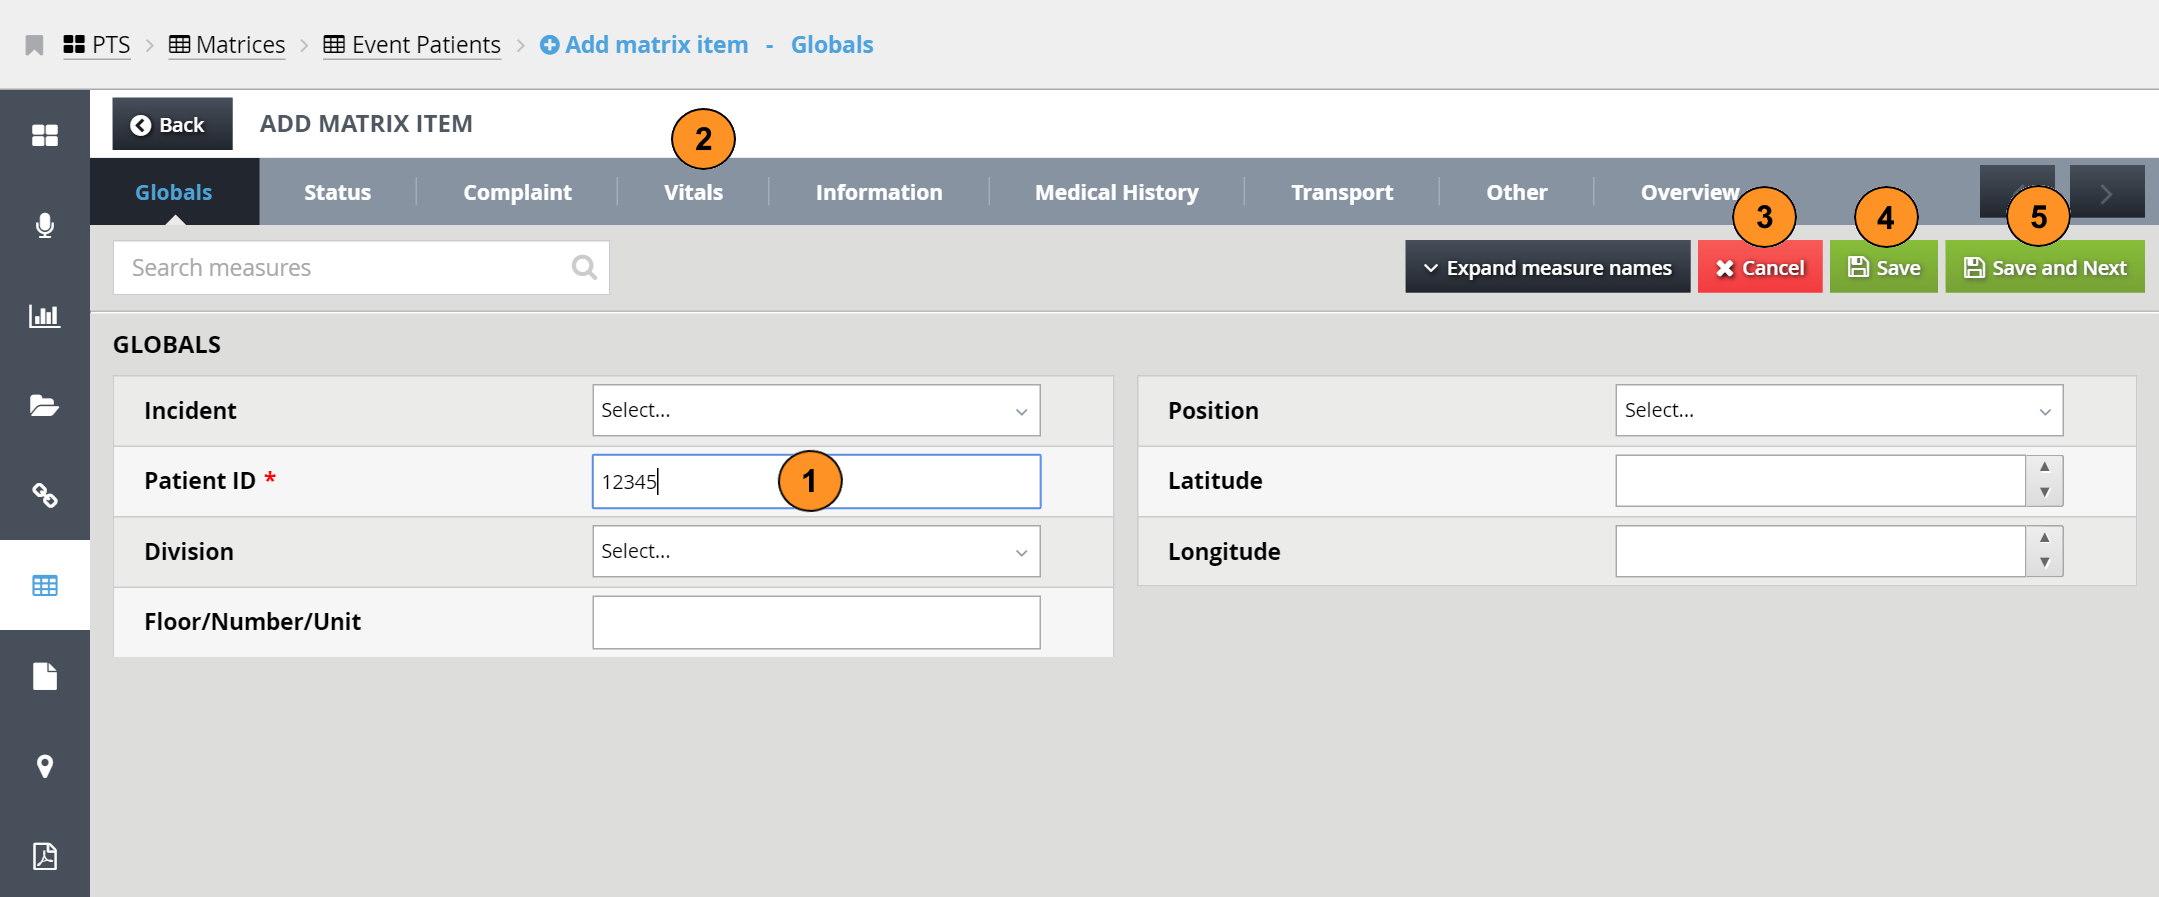 PTS Matrices Event Patients Add matrix item - Globals
Back ADD MATRIX ITEM 2
Globals Status Complaint Vitals Information Medical History Transport Other Overview
3 4 5
Search measures Expand measure names Cancel Save Save and Next
GLOBALS
Incident Select... Position Select...
Patient ID * 12345 1 Latitude
Division Select... Longitude
Floor/Number/Unit